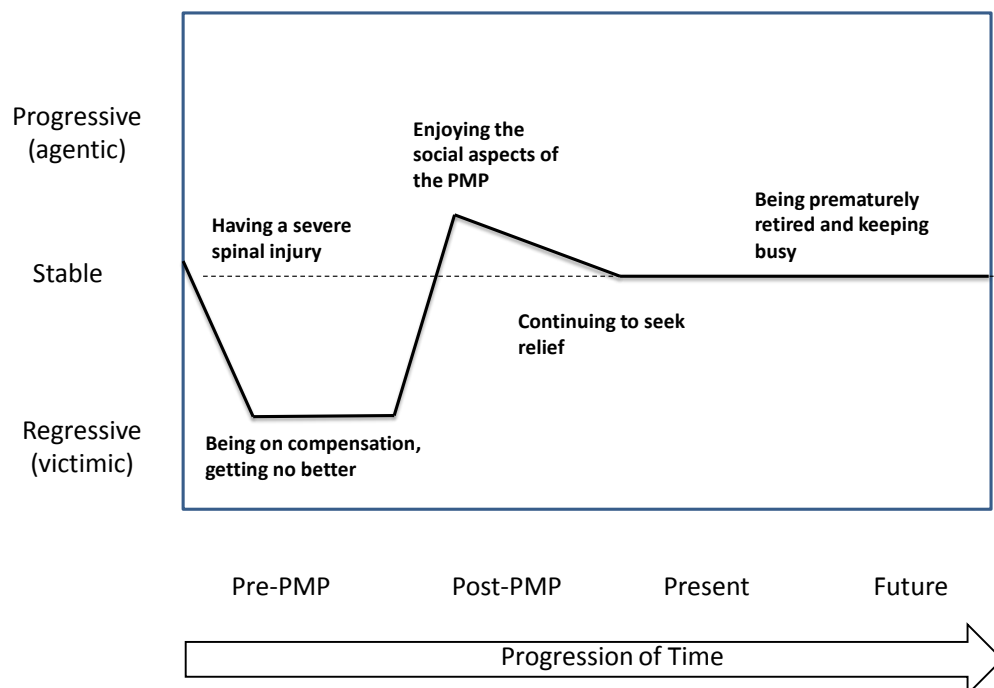 Progressive
(agentic)
Enjoying the
social aspects of
the PMP
Having a severe
spinal injury
Being prematurely
retired and keeping
busy
Stable
Continuing to seek
relief
Regressive
(victimic)
Being on compensation,
getting no better
Pre-PMP
Post-PMP
Present
Future
Progression of Time